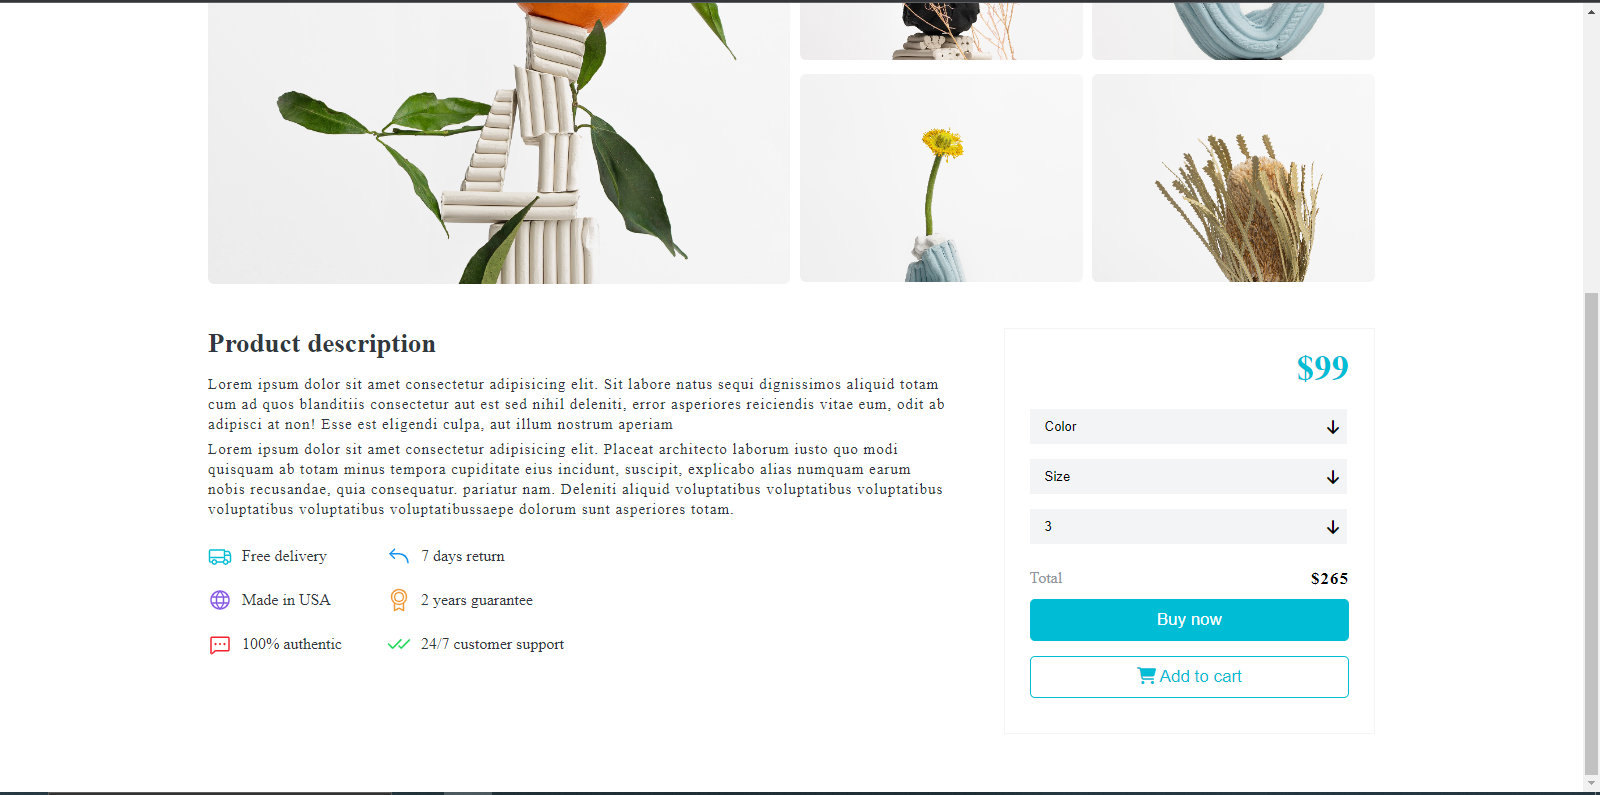 Product description
Lorem ipsum dolor sit amet consectetur adipisicing elit. Sit labore natus sequi dignissimos aliquid totam
cum ad quos blanditiis consectetur aut est sed nihil deleniti, error asperiores reiciendis vitae eum, odit ab
adipisci at non! Esse est eligendi culpa, aut illum nostrum aperiam
Lorem ipsum dolor sit amet consectetur adipisicing elit. Placeat architecto laborum iusto quo modi
quisquam ab totam minus tempora cupiditate eius incidunt, suscipit, explicabo alias numquam earum
nobis recusandae, quia consequatur. pariatur nam. Deleniti aliquid voluptatibus voluptatibus voluptatibus
voluptatibus voluptatibus voluptatibussaepe dolorum sunt asperiores totam.
Free delivery
7 days return
Made in USA
2 years guarantee
100% authentic
24/7 customer support
$99
Color
Size
3
Total
$265
Buy now
Add to cart